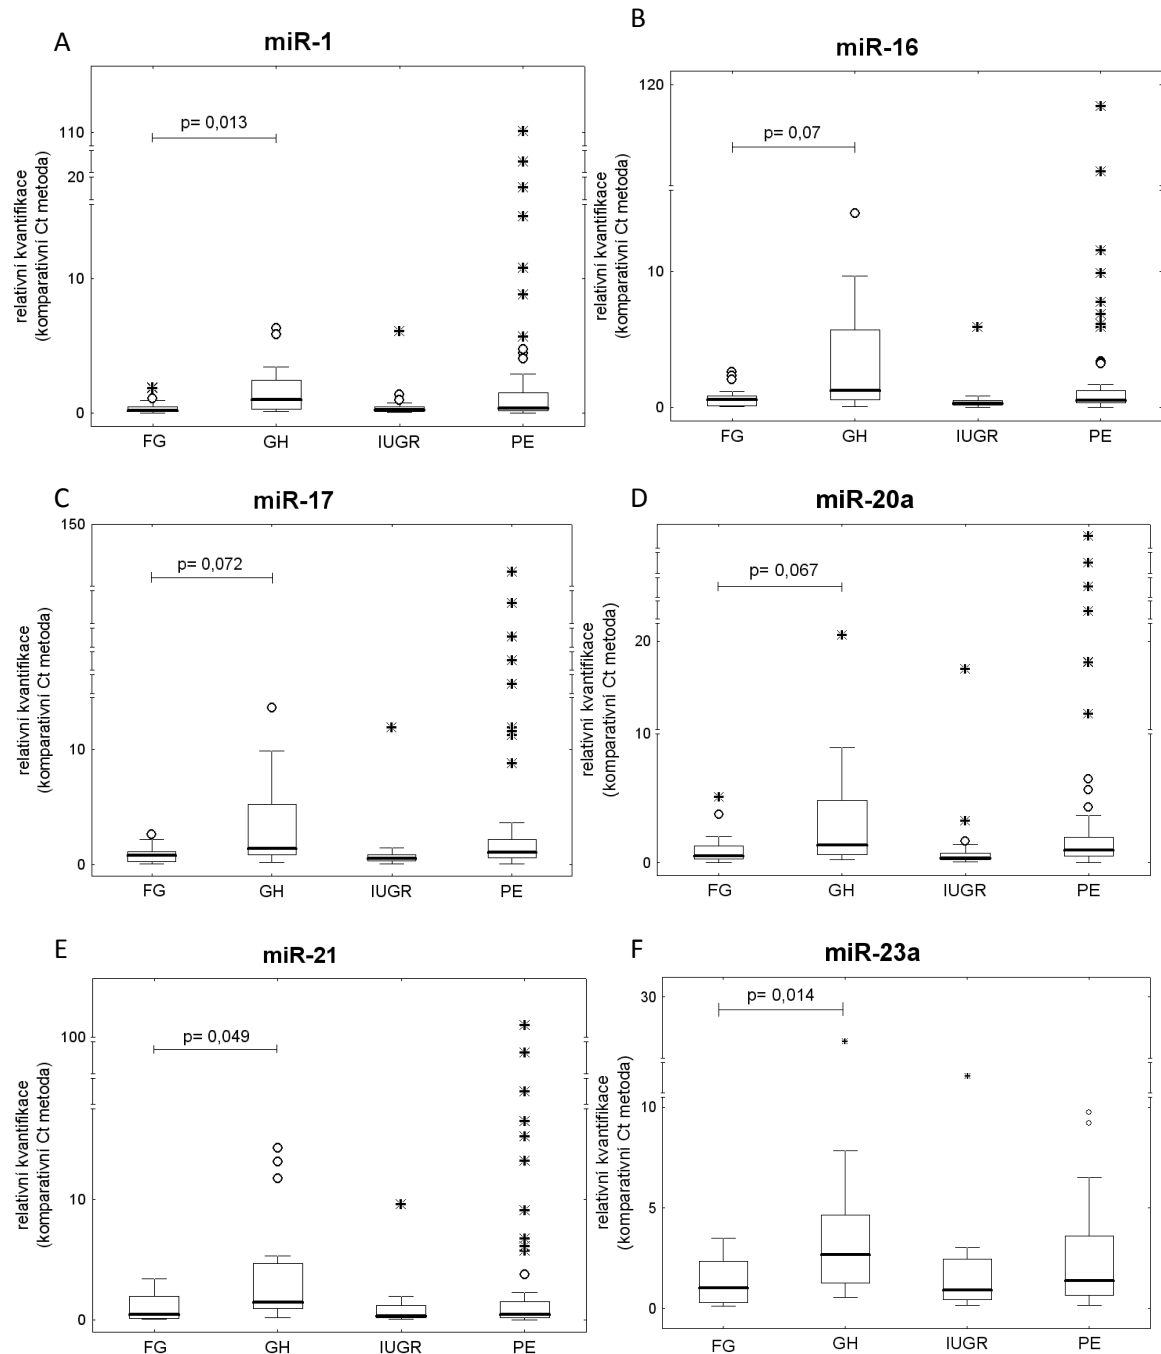 A
miR-1
relativní kvantifikace
(komparativní Ct metoda)
110
20
10
0
p= 0,013
FG GH IUGR PE
B
miR-16
relativní kvantifikace
(komparativní Ct metoda)
120
10
0
p= 0,07
FG GH IUGR PE
C
miR-17
relativní kvantifikace
(komparativní Ct metoda)
150
10
0
p= 0,072
FG GH IUGR PE
D
miR-20a
relativní kvantifikace
(komparativní Ct metoda)
20
10
0
p= 0,067
FG GH IUGR PE
E
miR-21
relativní kvantifikace
(komparativní Ct metoda)
100
10
0
p= 0,049
FG GH IUGR PE
F
miR-23a
relativní kvantifikace
(komparativní Ct metoda)
30
10
5
0
p= 0,014
FG GH IUGR PE